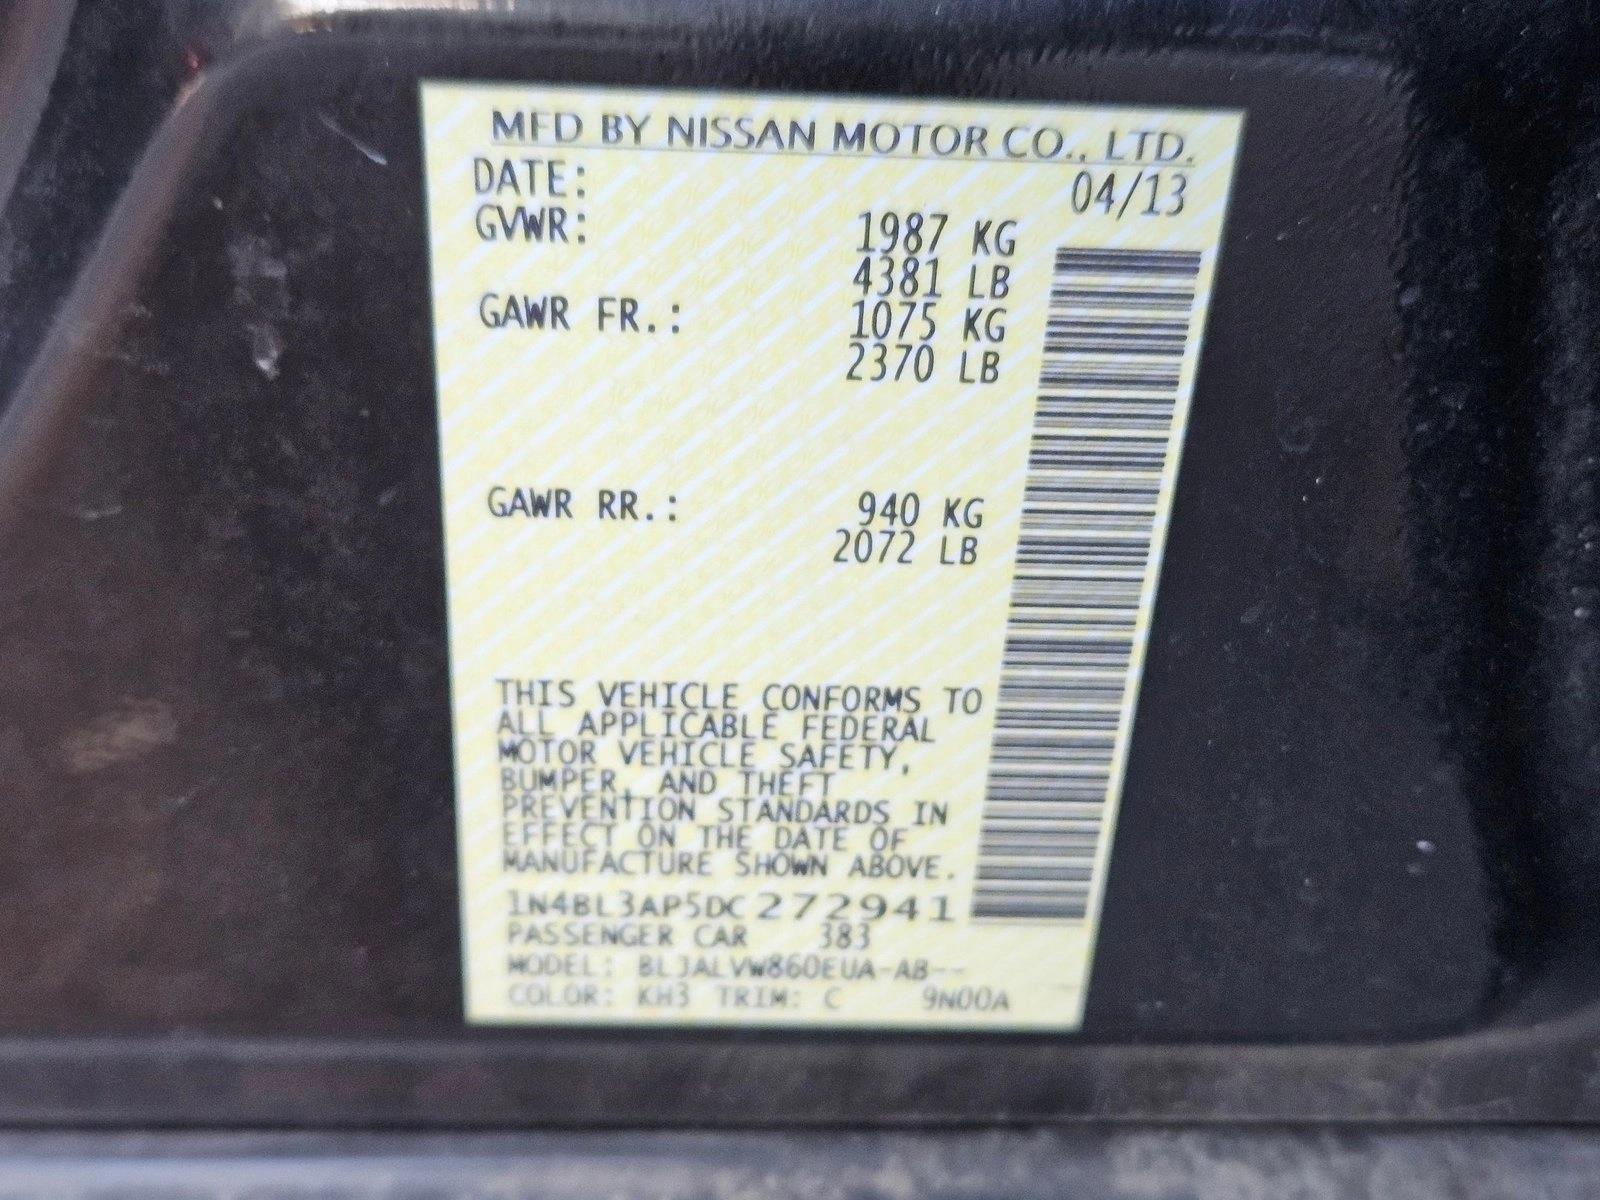 MFD BY NISSAN MOTOR CO., LTD.
DATE: 04/13
GVWR: 1987 KG
4381 LB
GAWR FR.: 1075 KG
2370 LB
GAWR RR.: 940 KG
2072 LB
THIS VEHICLE CONFORMS TO
ALL APPLICABLE FEDERAL
MOTOR VEHICLE SAFETY,
BUMPER, AND THEFT
PREVENTION STANDARDS IN
EFFECT ON THE DATE OF
MANUFACTURE SHOWN ABOVE.
1N4BL3AP5DC272941
PASSENGER CAR 383
MODEL: BLJALVW860EUA-AB--
COLOR: KH3 TRIM: C 9N00A